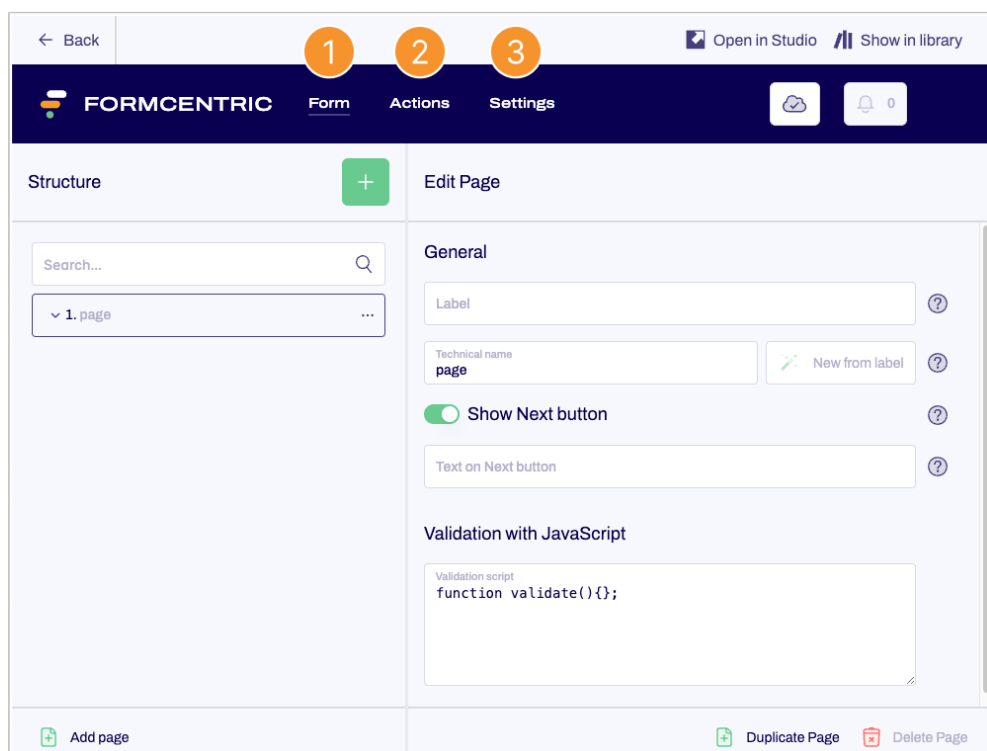 Back
Open in Studio
Show in library
1
2
3
FORMCENTRIC
Form
Actions
Settings
0
Structure
+
Edit Page
Search...
1. page
...
General
Label
?
Technical name
page
New from label
?
Show Next button
?
Text on Next button
?
Validation with JavaScript
Validation script
function validate(){};
Add page
Duplicate Page
Delete Page